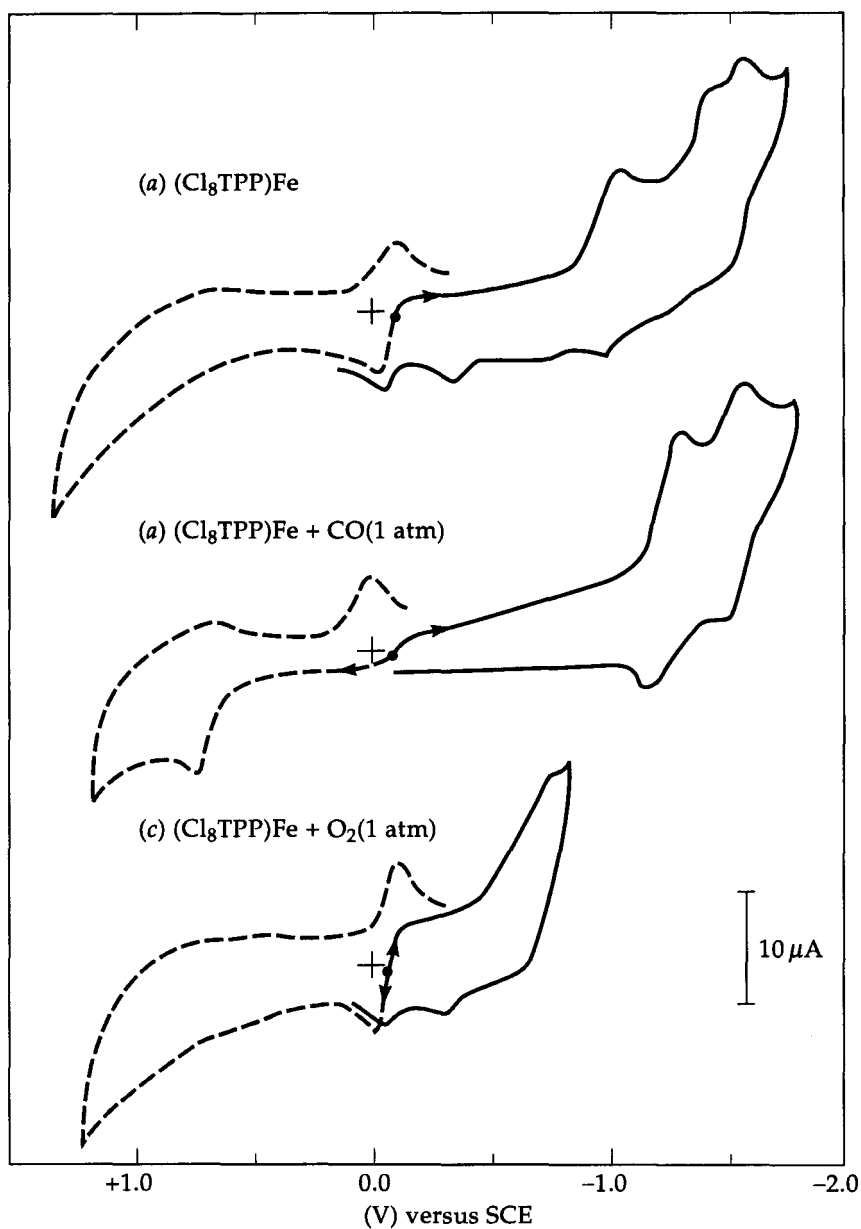 (a) (Cl₈TPP)Fe
(a) (Cl₈TPP)Fe + CO(1 atm)
(c) (Cl₈TPP)Fe + O₂(1 atm)
10 μA
+1.0 0.0 −1.0 −2.0
(V) versus SCE